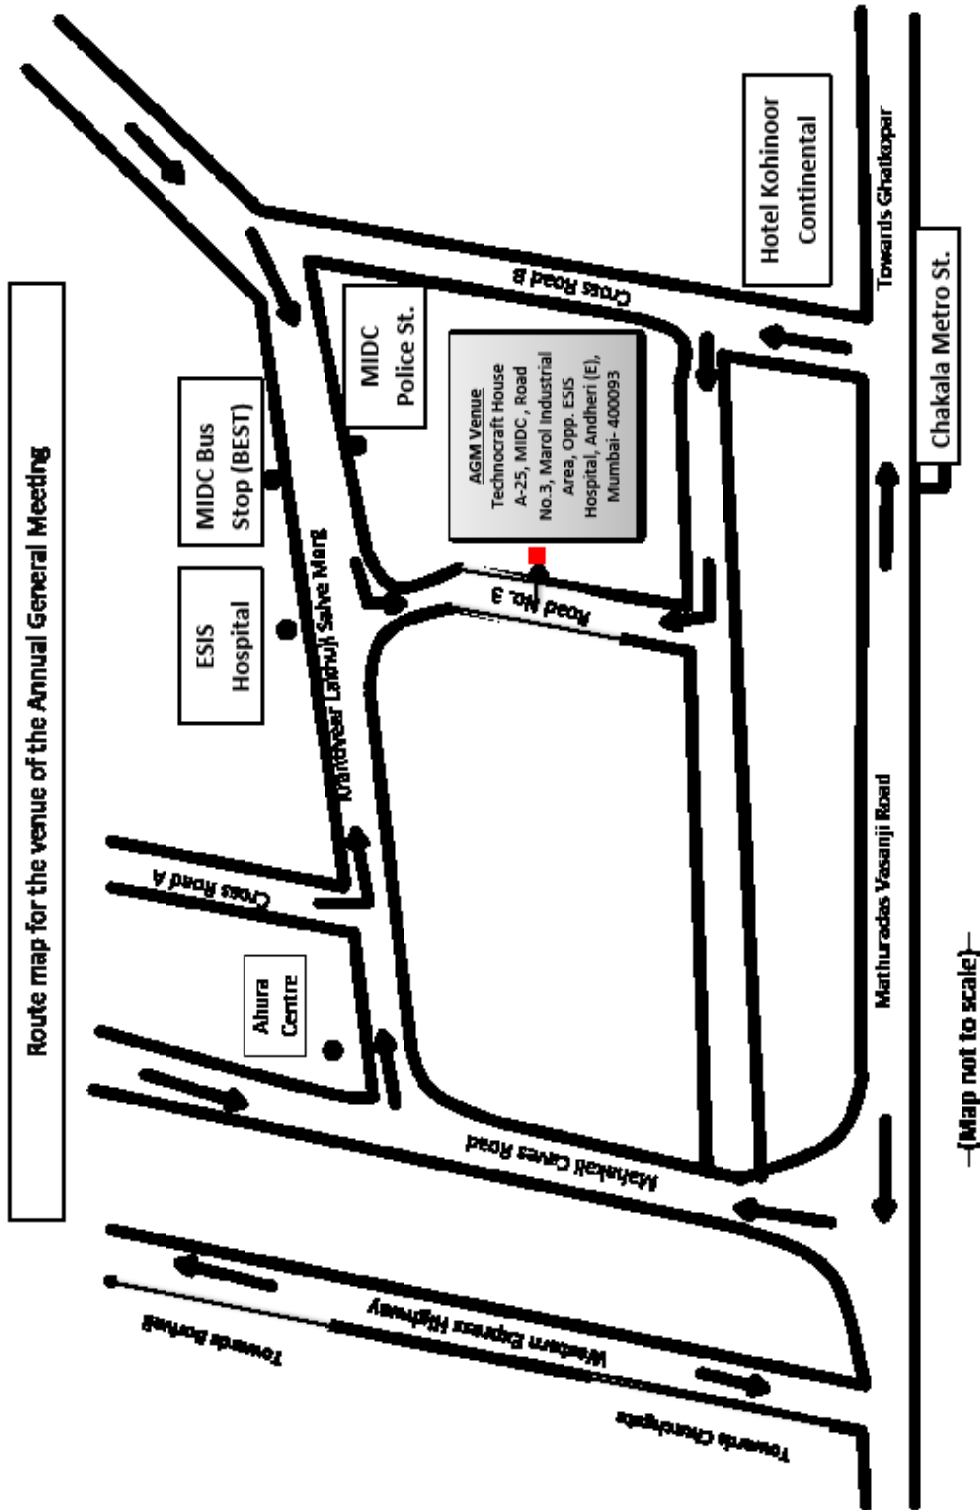 Route map for the venue of the Annual General Meeting
Ahura
Centre
Cross Road A
ESIS
Hospital
MIDC Bus
Stop (BEST)
Krantiveer Lahuji Salve Marg
MIDC
Police St.
Towards Borivali
Western Express Highway
Towards Churchgate
Mahakali Caves Road
Road No. 3
AGM Venue
Technocraft House
A-25, MIDC , Road
No.3, Marol Industrial
Area, Opp. ESIS
Hospital, Andheri (E),
Mumbai- 400093
Cross Road B
Hotel Kohinoor
Continental
Mathuradas Vasanji Road
Towards Ghatkopar
Chakala Metro St.
(Map not to scale)